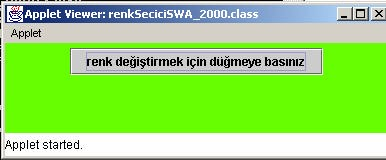 Applet Viewer: renkSeciciSWA_2000.class
Applet
renk değiştirmek için düğmeye basınız
Applet started.